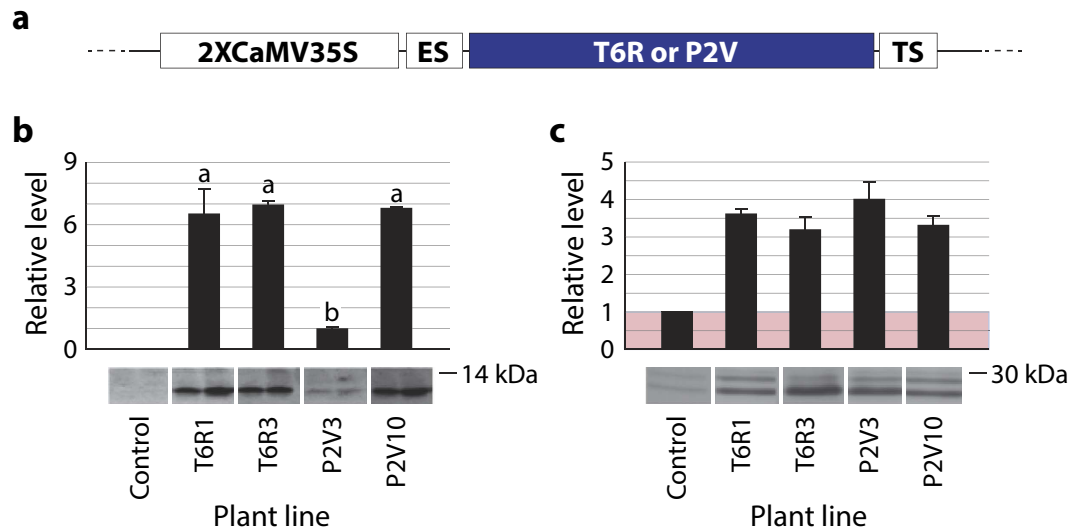 a
2XCaMV35S ES T6R or P2V TS
b
Relative level
9
6
3
0
a a b a
14 kDa
Control T6R1 T6R3 P2V3 P2V10
Plant line
c
Relative level
5
4
3
2
1
0
30 kDa
Control T6R1 T6R3 P2V3 P2V10
Plant line